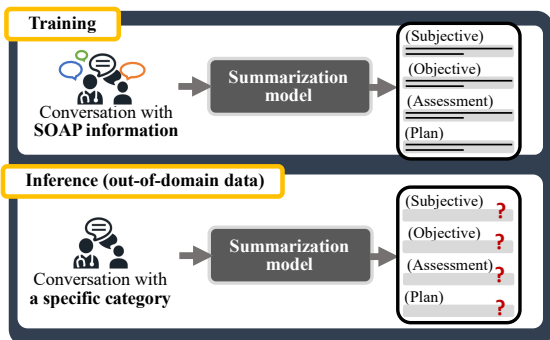 Training
Conversation with
SOAP information
Summarization
model
(Subjective)
(Objective)
(Assessment)
(Plan)
Inference (out-of-domain data)
Conversation with
a specific category
Summarization
model
(Subjective) ?
(Objective) ?
(Assessment) ?
(Plan) ?